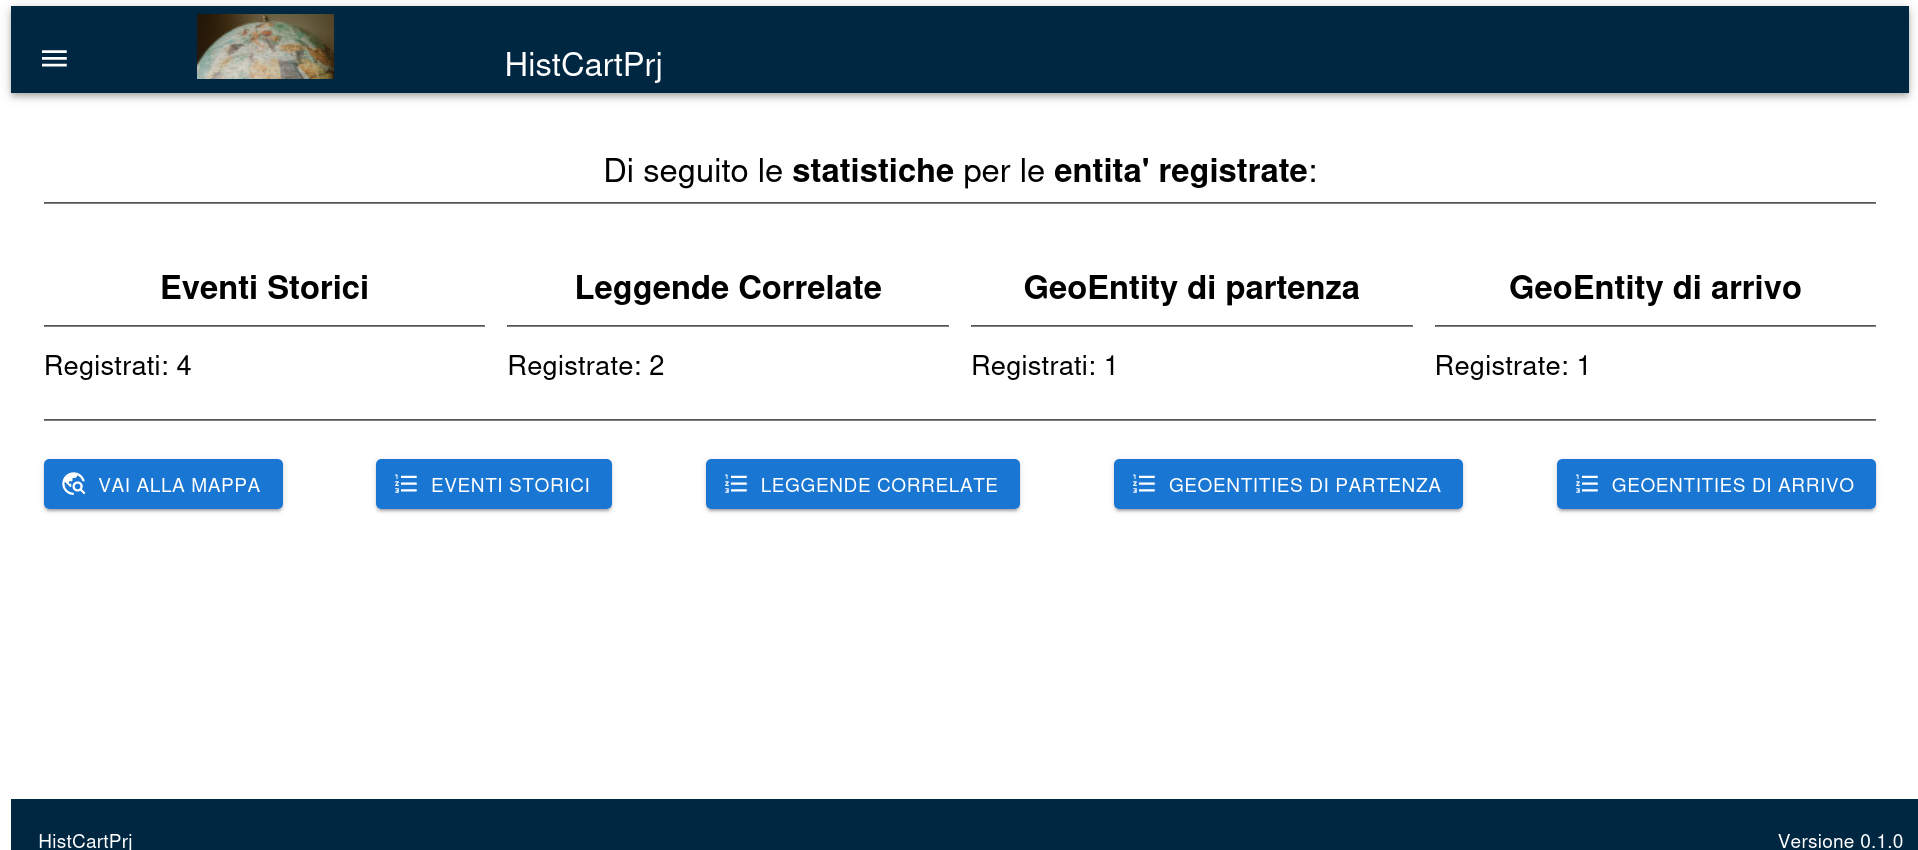 HistCartPrj
Di seguito le statistiche per le entita' registrate:
Eventi Storici
Registrati: 4
Leggende Correlate
Registrate: 2
GeoEntity di partenza
Registrati: 1
GeoEntity di arrivo
Registrate: 1
VAI ALLA MAPPA
EVENTI STORICI
LEGGENDE CORRELATE
GEOENTITIES DI PARTENZA
GEOENTITIES DI ARRIVO
HistCartPrj
Versione 0.1.0